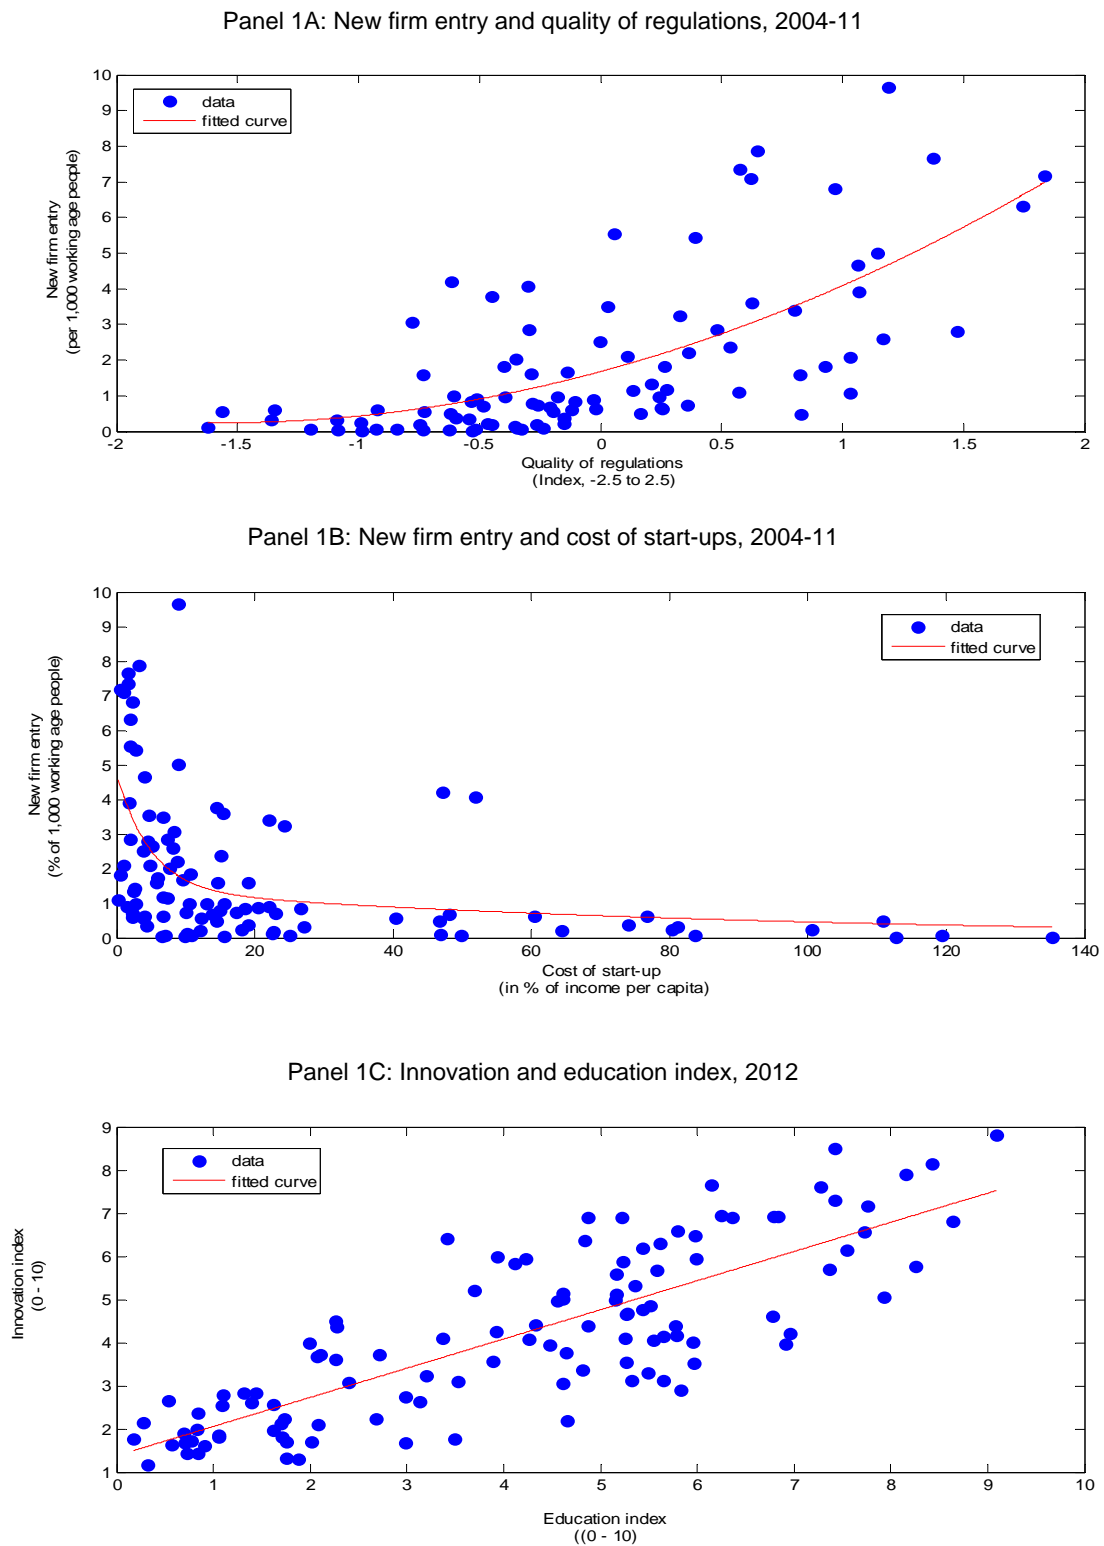 Panel 1A: New firm entry and quality of regulations, 2004-11
10
9
8
7
6
5
4
3
2
1
0
New firm entry
(per 1,000 working age people)
data
fitted curve
-2
-1.5
-1
-0.5
0
0.5
1
1.5
2
Quality of regulations
(Index, -2.5 to 2.5)
Panel 1B: New firm entry and cost of start-ups, 2004-11
10
9
8
7
6
5
4
3
2
1
0
New firm entry
(% of 1,000 working age people)
data
fitted curve
0
20
40
60
80
100
120
140
Cost of start-up
(in % of income per capita)
Panel 1C: Innovation and education index, 2012
9
8
7
6
5
4
3
2
1
Innovation index
(0 - 10)
data
fitted curve
0
1
2
3
4
5
6
7
8
9
10
Education index
((0 - 10)